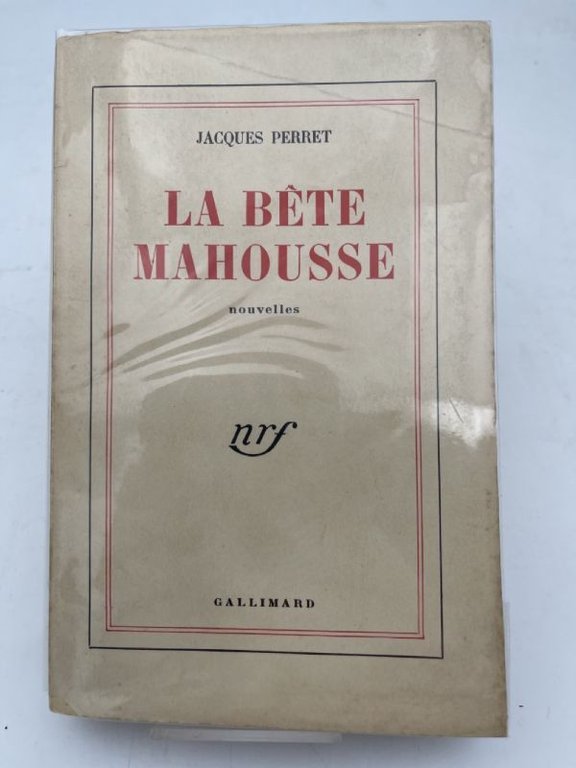 JACQUES PERRET
LA BÊTE
MAHOUSSE
nouvelles
nrf
GALLIMARD